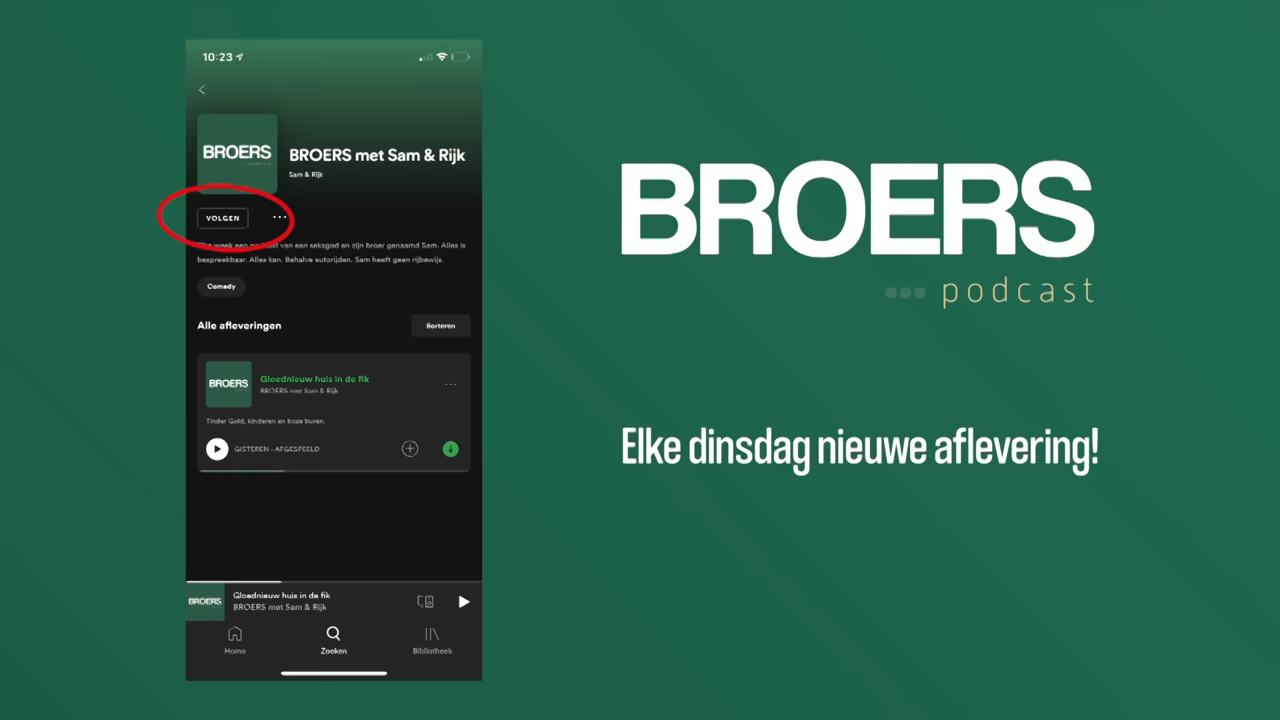 10:23
BROERS
podcast
BROERS met Sam & Rijk
Sam & Rijk
VOLGEN
Elke week een podcast van een seksgod en zijn broer genaamd Sam. Alles is
bespreekbaar. Alles kan. Behalve autorijden. Sam heeft geen rijbewijs.
Comedy
Alle afleveringen
Sorteren
BROERS
Gloednieuw huis in de fik
BROERS met Sam & Rijk
Tinder Gold, kinderen en boze buren.
GISTEREN - AFGESPEELD
BROERS
Gloednieuw huis in de fik
BROERS met Sam & Rijk
Home
Zoeken
Bibliotheek
BROERS
podcast
Elke dinsdag nieuwe aflevering!